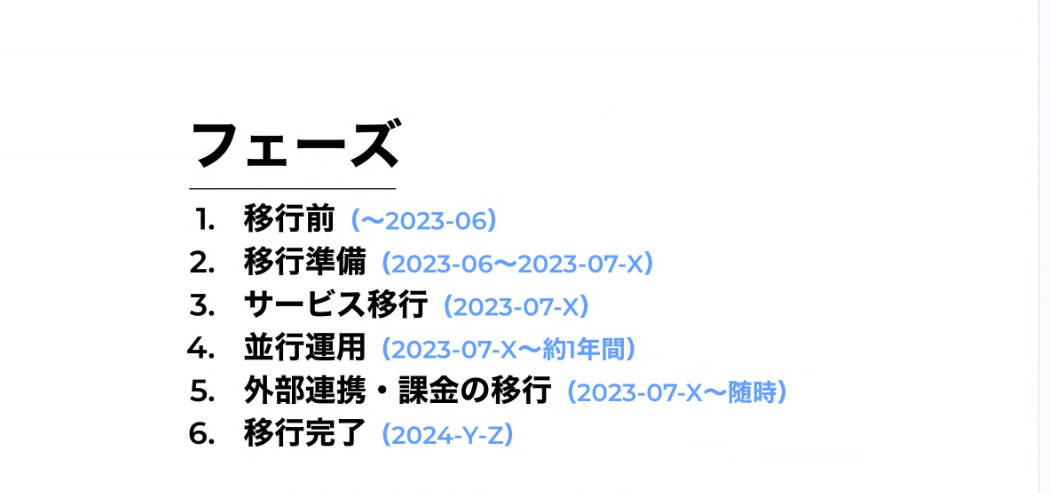 フェーズ
1. 移行前（〜2023-06）
2. 移行準備（2023-06〜2023-07-X）
3. サービス移行（2023-07-X）
4. 並行運用（2023-07-X〜約1年間）
5. 外部連携・課金の移行（2023-07-X〜随時）
6. 移行完了（2024-Y-Z）